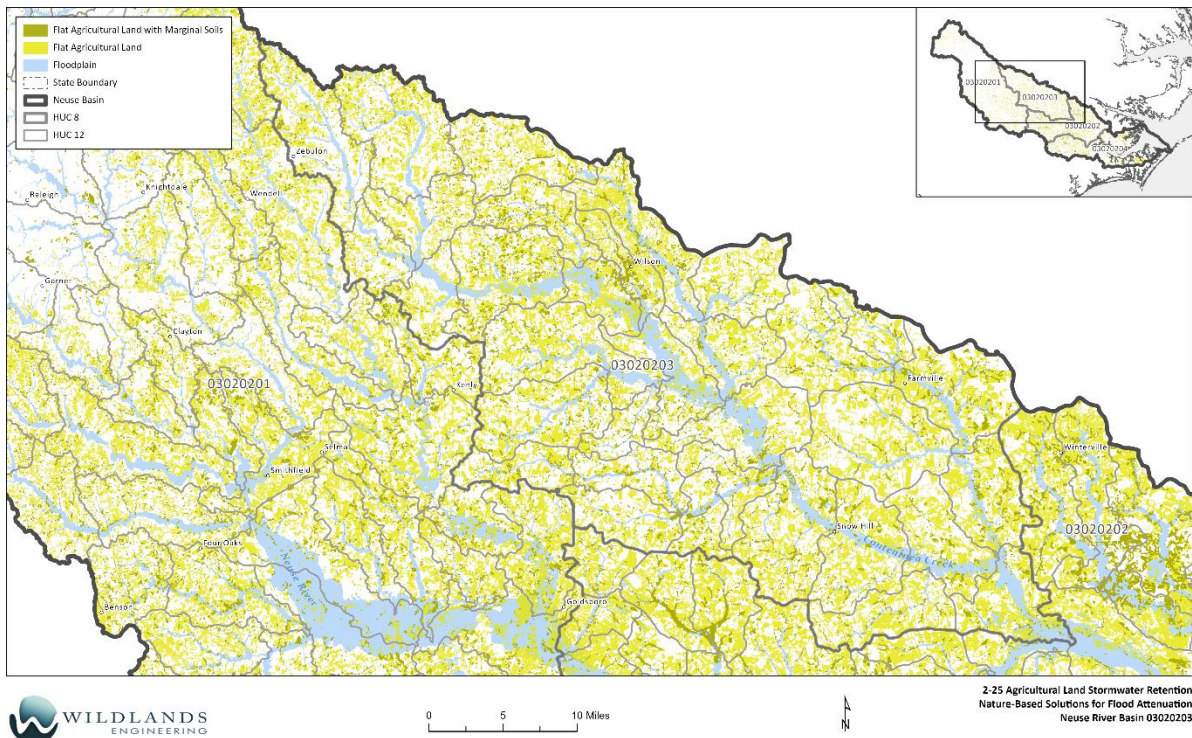 Flat Agricultural Land with Marginal Soils
Flat Agricultural Land
Floodplain
State Boundary
Neuse Basin
HUC 8
HUC 12
03020201
03020203
03020202
03020204
Zebulon
Knightdale
Raleigh
Wendell
Wilson
Garner
Clayton
03020203
03020201
Kenly
Farmville
Selma
Winterville
Smithfield
Snow Hill
03020202
Four Oaks
Neuse River
Contentnea Creek
Goldsboro
Benson
WILDLANDS
ENGINEERING
0 5 10 Miles
N
2-25 Agricultural Land Stormwater Retention
Nature-Based Solutions for Flood Attenuation
Neuse River Basin 03020203